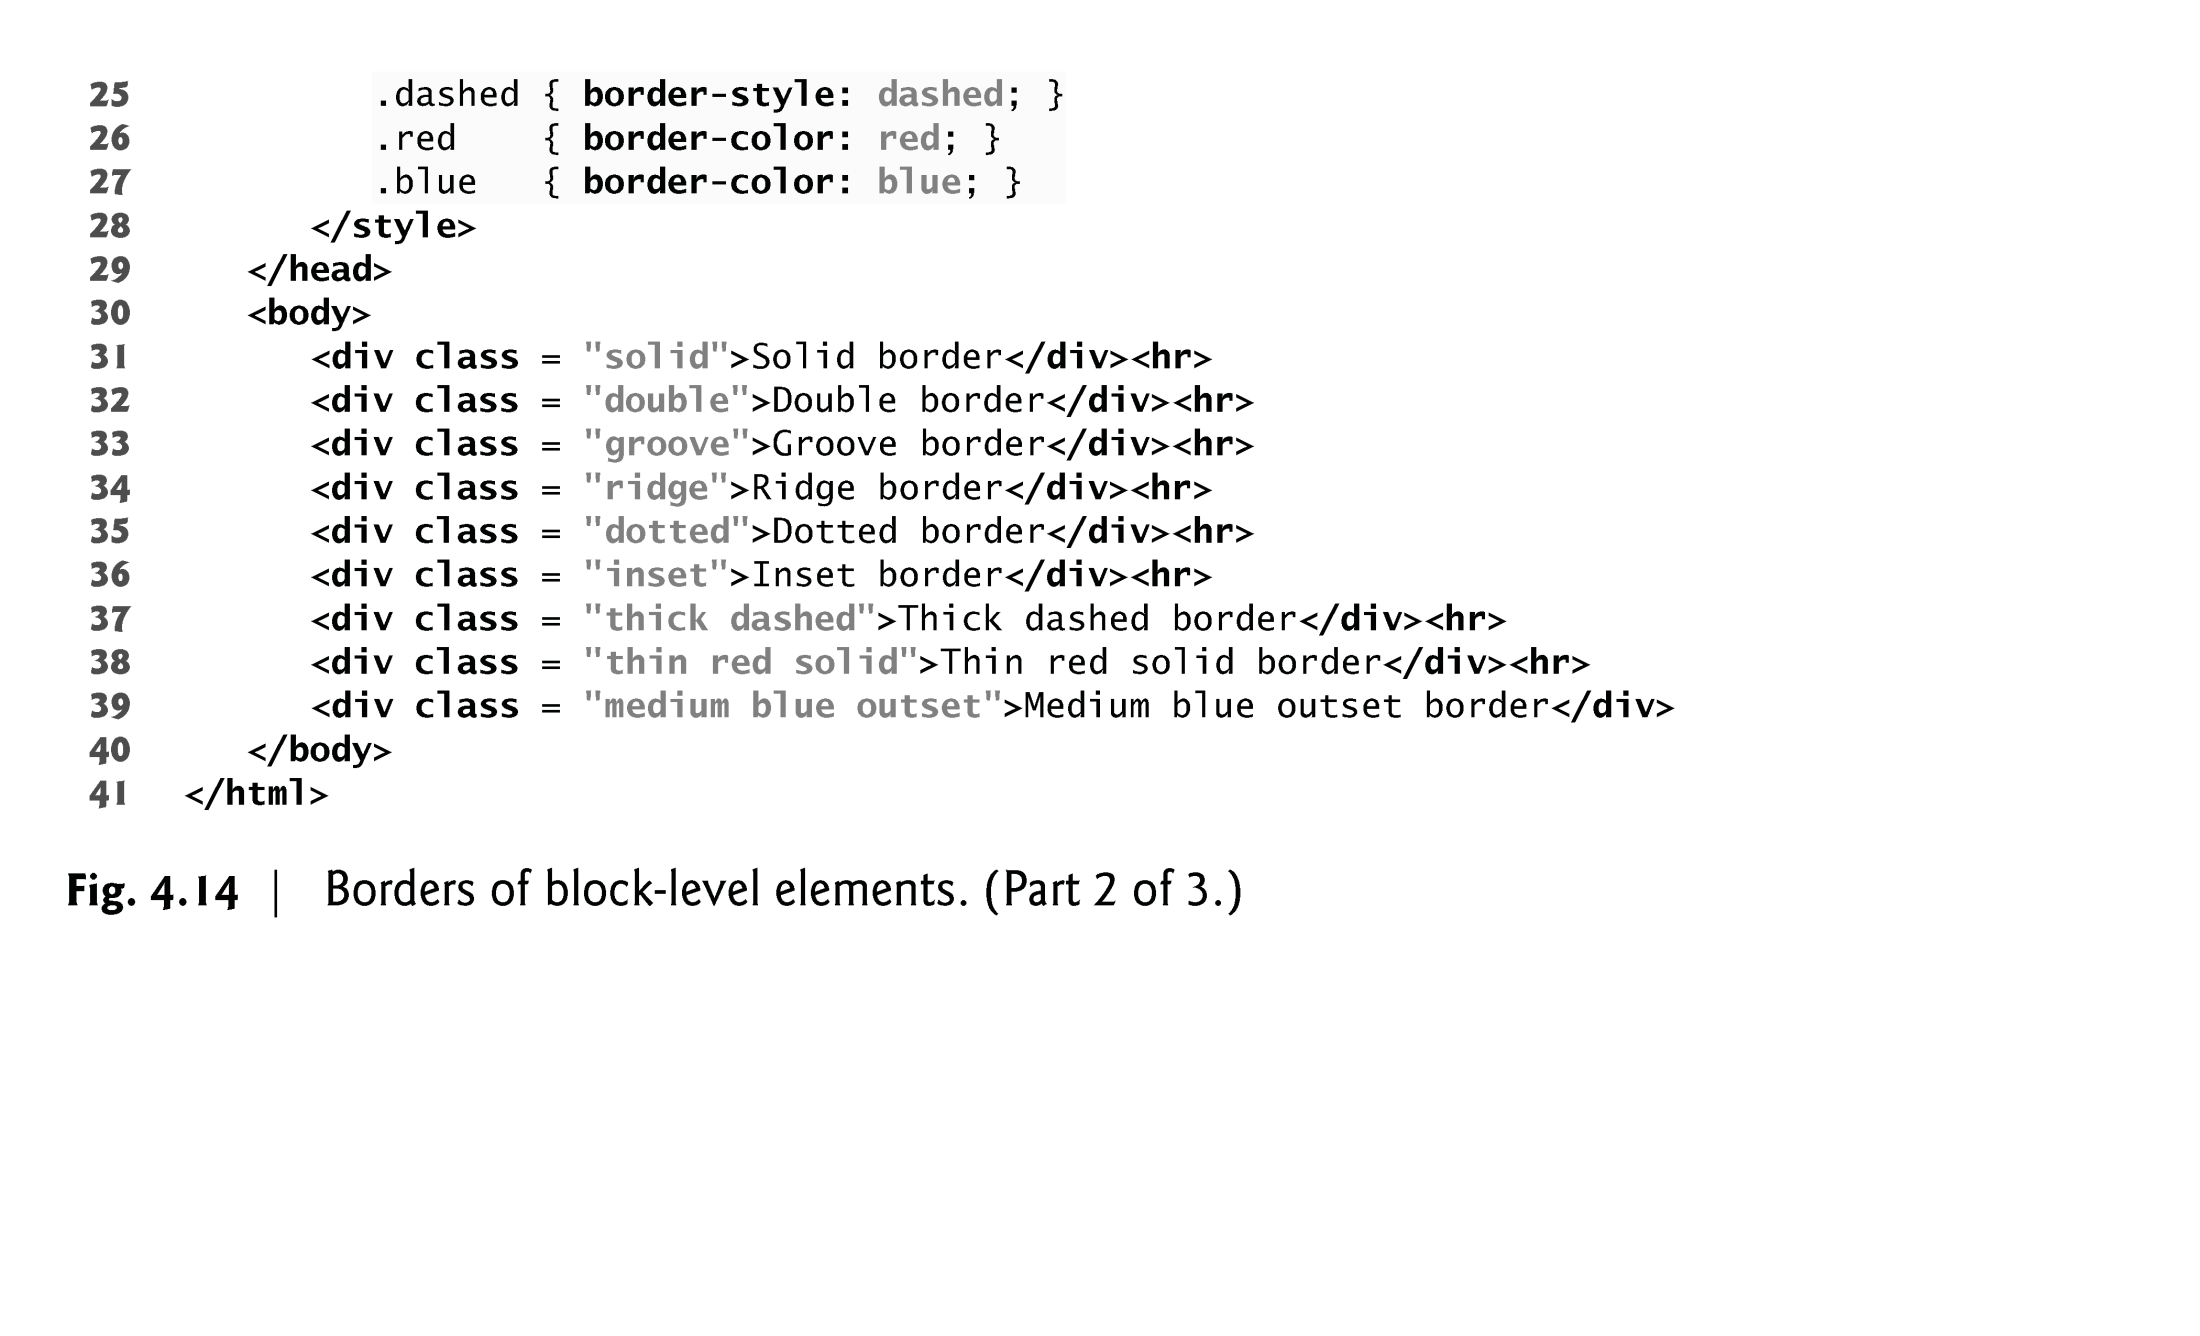 25            .dashed { border-style: dashed; }
26            .red    { border-color: red; }
27            .blue   { border-color: blue; }
28         </style>
29      </head>
30      <body>
31         <div class = "solid">Solid border</div><hr>
32         <div class = "double">Double border</div><hr>
33         <div class = "groove">Groove border</div><hr>
34         <div class = "ridge">Ridge border</div><hr>
35         <div class = "dotted">Dotted border</div><hr>
36         <div class = "inset">Inset border</div><hr>
37         <div class = "thick dashed">Thick dashed border</div><hr>
38         <div class = "thin red solid">Thin red solid border</div><hr>
39         <div class = "medium blue outset">Medium blue outset border</div>
40      </body>
41   </html>
Fig. 4.14 | Borders of block-level elements. (Part 2 of 3.)